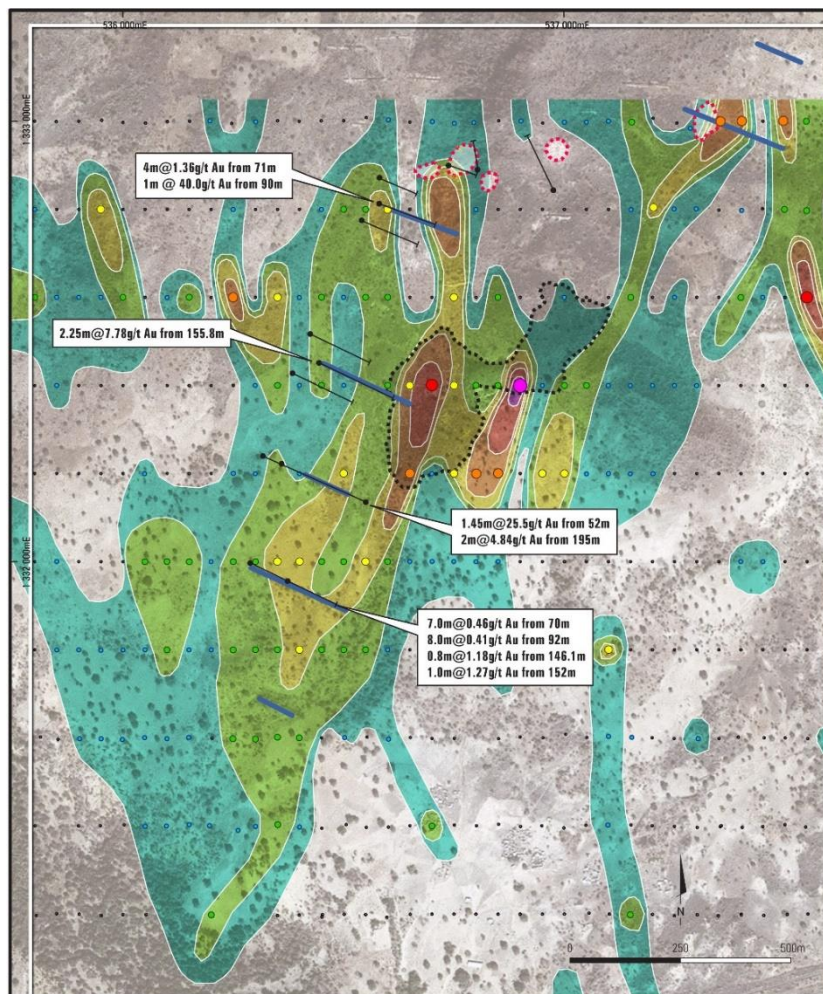 536 000mE
537 000mE
1 333 000mN
4m@1.36g/t Au from 71m
1m @ 40.0g/t Au from 90m
2.25m@7.78g/t Au from 155.8m
1.45m@25.5g/t Au from 52m
2m@4.84g/t Au from 195m
1 332 000mN
7.0m@0.46g/t Au from 70m
8.0m@0.41g/t Au from 92m
0.8m@1.18g/t Au from 146.1m
1.0m@1.27g/t Au from 152m
N
0 250 500m